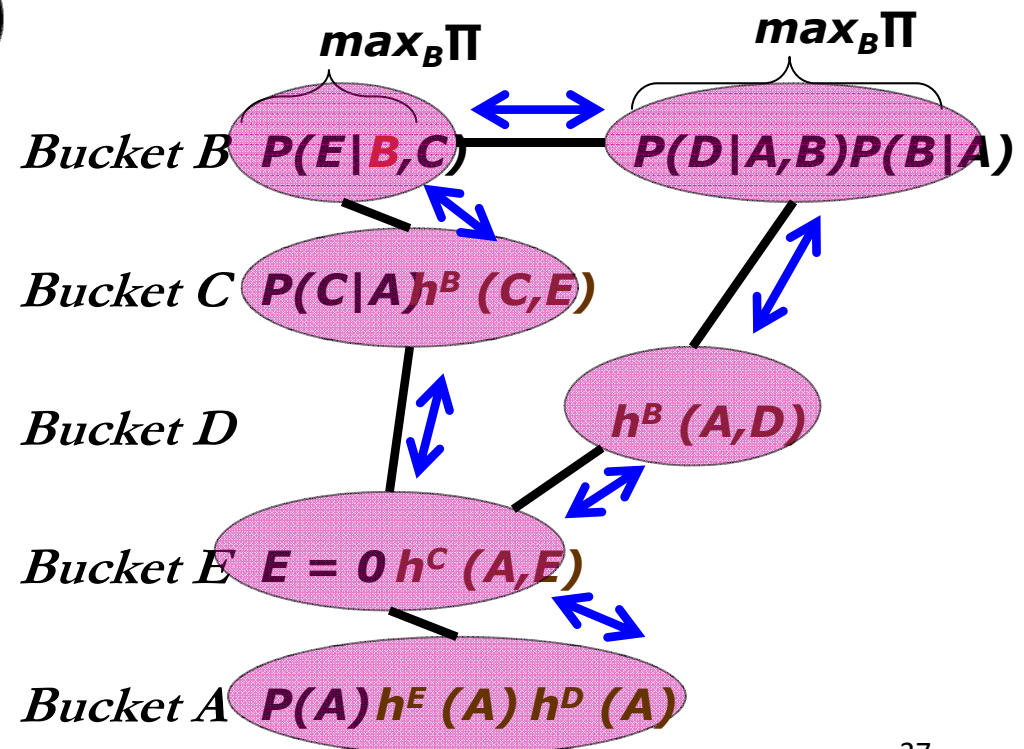 max_BΠ max_BΠ
Bucket B P(E|B,C) P(D|A,B)P(B|A)
Bucket C P(C|A)h^B (C,E)
Bucket D h^B (A,D)
Bucket E E = 0 h^C (A,E)
Bucket A P(A) h^E (A) h^D (A)